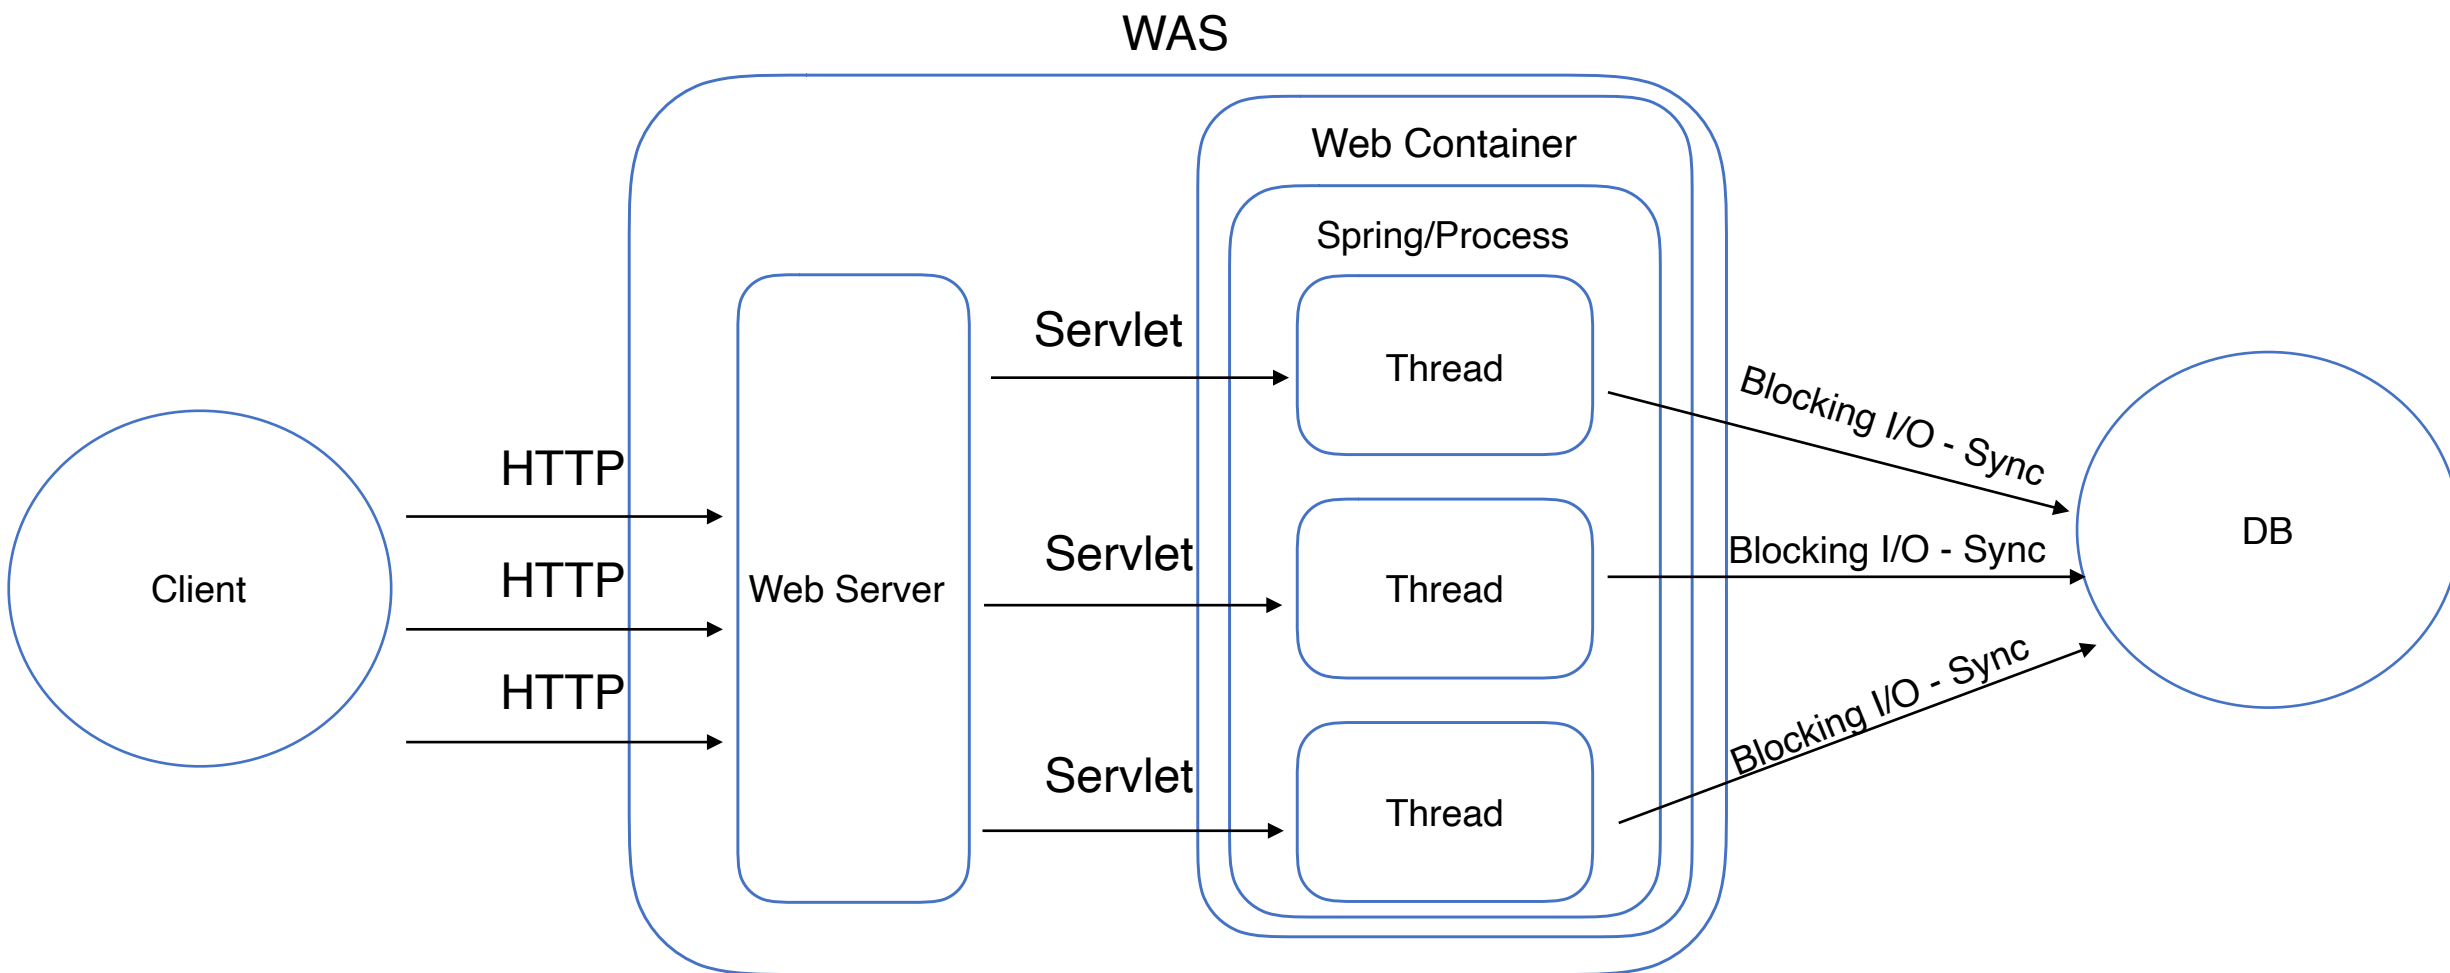 WAS
Web Container
Spring/Process
Servlet
Thread
Blocking I/O - Sync
HTTP
DB
Servlet
Blocking I/O - Sync
HTTP
Client
Web Server
Thread
Blocking I/O - Sync
HTTP
Servlet
Thread